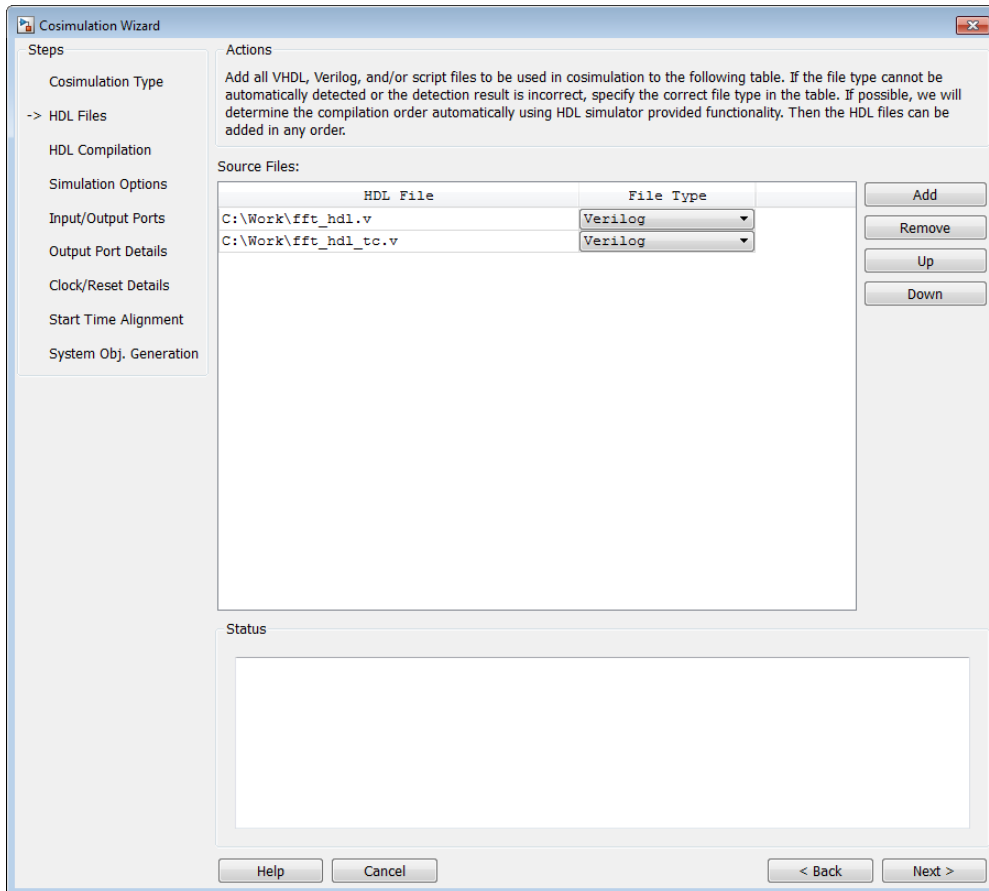 Cosimulation Wizard
Steps
Cosimulation Type
-> HDL Files
HDL Compilation
Simulation Options
Input/Output Ports
Output Port Details
Clock/Reset Details
Start Time Alignment
System Obj. Generation
Actions
Add all VHDL, Verilog, and/or script files to be used in cosimulation to the following table. If the file type cannot be
automatically detected or the detection result is incorrect, specify the correct file type in the table. If possible, we will
determine the compilation order automatically using HDL simulator provided functionality. Then the HDL files can be
added in any order.
Source Files:
HDL File File Type
C:\Work\fft_hdl.v Verilog
C:\Work\fft_hdl_tc.v Verilog
Add
Remove
Up
Down
Status
Help Cancel < Back Next >